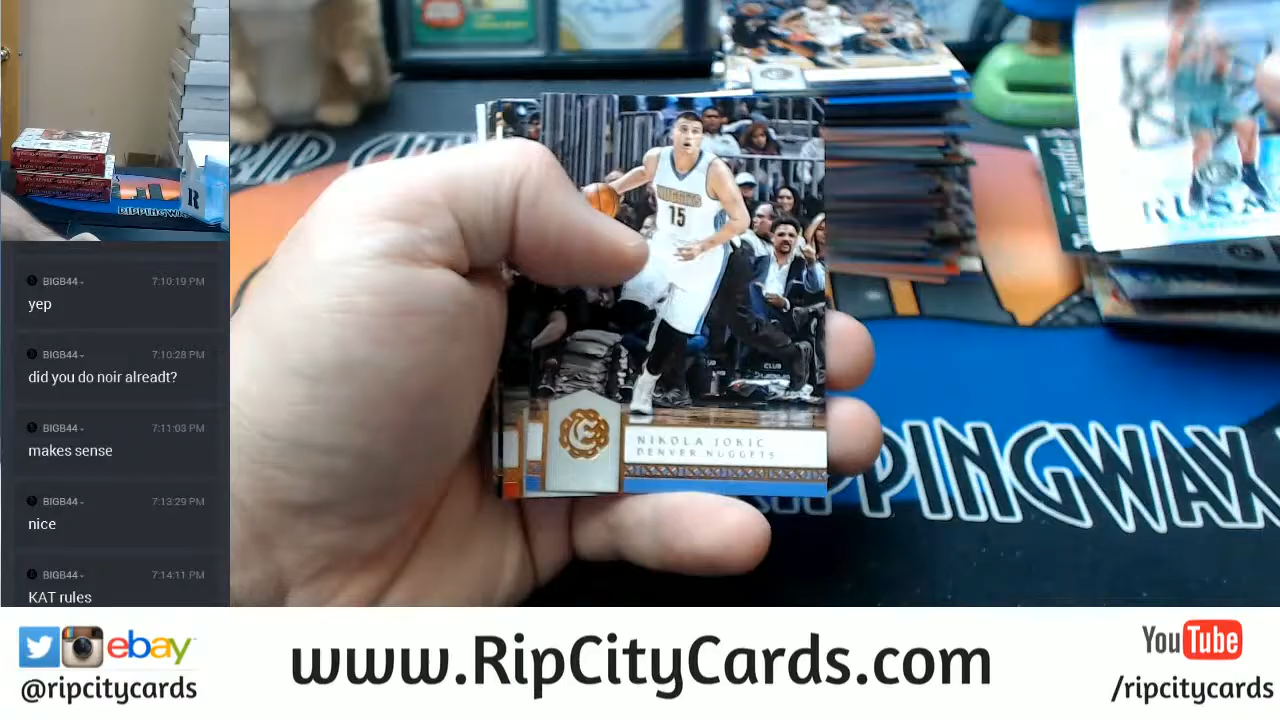 BIGB44
7:10:19 PM
yep
BIGB44
7:10:28 PM
did you do noir alreadt?
BIGB44
7:11:03 PM
makes sense
BIGB44
7:13:29 PM
nice
BIGB44
7:14:11 PM
KAT rules
NUGGETS
15
NIKOLA JOKIC
DENVER NUGGETS
RIPPINGWAX
R
@ripcitycards
ebay
www.RipCityCards.com
YouTube
/ripcitycards